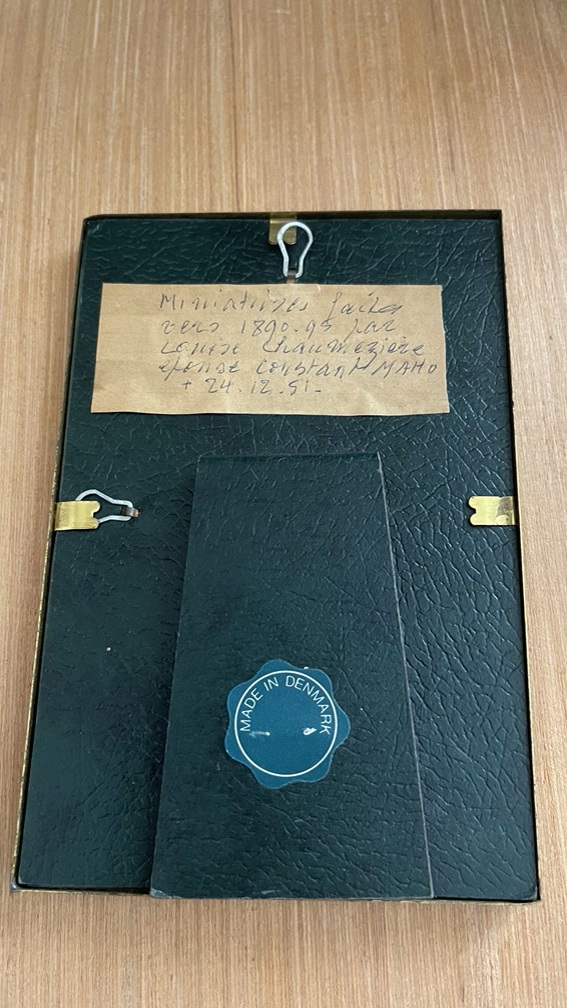 Miniatures faites
vers 1890.95 par
Louise Chaumezière
épouse Constant MAHO
+ 24.12.51-
MADE IN DENMARK